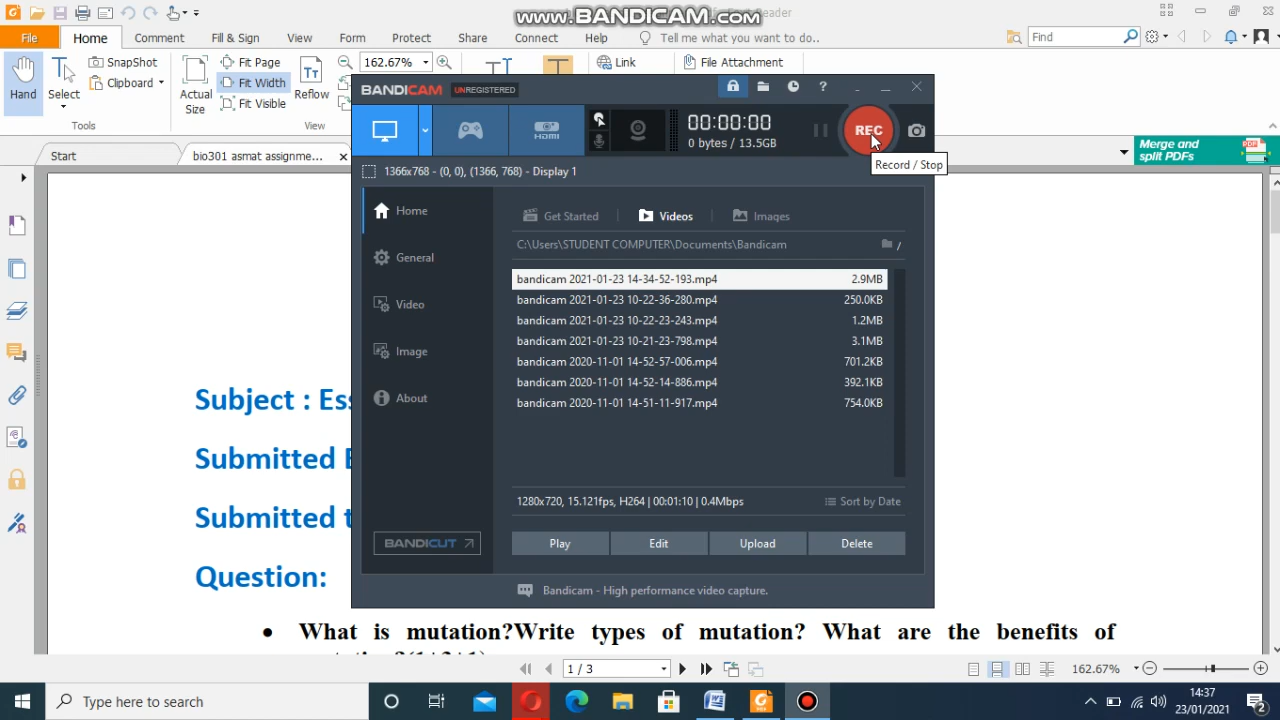 www.BANDICAM.com
Reader
File Home Comment Fill & Sign View Form Protect Share Connect Help Tell me what you want to do.. Find
Hand
Select
SnapShot
Clipboard
Tools
Actual Size
Fit Page
Fit Width
Fit Visible
Reflow
View
162.67%
Link
File Attachment
Start
bio301 asmat assignme...
Merge and split PDFs
BANDICAM UNREGISTERED
HDMI
00:00:00
0 bytes / 13.5GB
REC
Record / Stop
1366x768 - (0, 0), (1366, 768) - Display 1
Home
General
Video
Image
About
BANDICUT
Get Started
Videos
Images
C:\Users\STUDENT COMPUTER\Documents\Bandicam
bandicam 2021-01-23 14-34-52-193.mp4 2.9MB
bandicam 2021-01-23 10-22-36-280.mp4 250.0KB
bandicam 2021-01-23 10-22-23-243.mp4 1.2MB
bandicam 2021-01-23 10-21-23-798.mp4 3.1MB
bandicam 2020-11-01 14-52-57-006.mp4 701.2KB
bandicam 2020-11-01 14-52-14-886.mp4 392.1KB
bandicam 2020-11-01 14-51-11-917.mp4 754.0KB
1280x720, 15.121fps, H264 | 00:01:10 | 0.4Mbps
Sort by Date
Play Edit Upload Delete
Bandicam - High performance video capture.
Subject : Ess
Submitted
Submitted t
Question:
• What is mutation?Write types of mutation? What are the benefits of
1 / 3
162.67%
Type here to search
14:37
23/01/2021
2